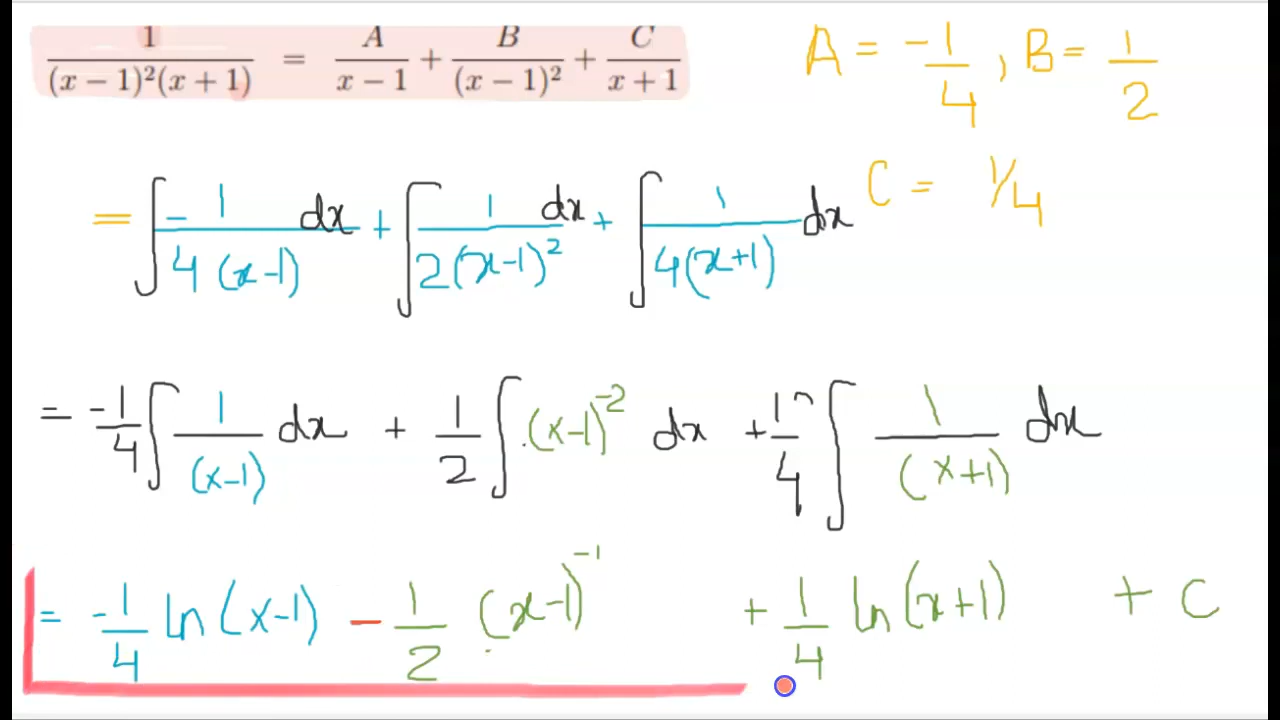 1/((x − 1)²(x + 1)) = A/(x − 1) + B/(x − 1)² + C/(x + 1)
A = -1/4 , B = 1/2
C = 1/4
= ∫ -1/(4(x-1)) dx + ∫ 1/(2(x-1)²) dx + ∫ 1/(4(x+1)) dx
= -1/4 ∫ 1/(x-1) dx + 1/2 ∫ (x-1)⁻² dx + 1/4 ∫ 1/(x+1) dx
= -1/4 ln(x-1) - 1/2 (x-1)⁻¹ + 1/4 ln(x+1) + C